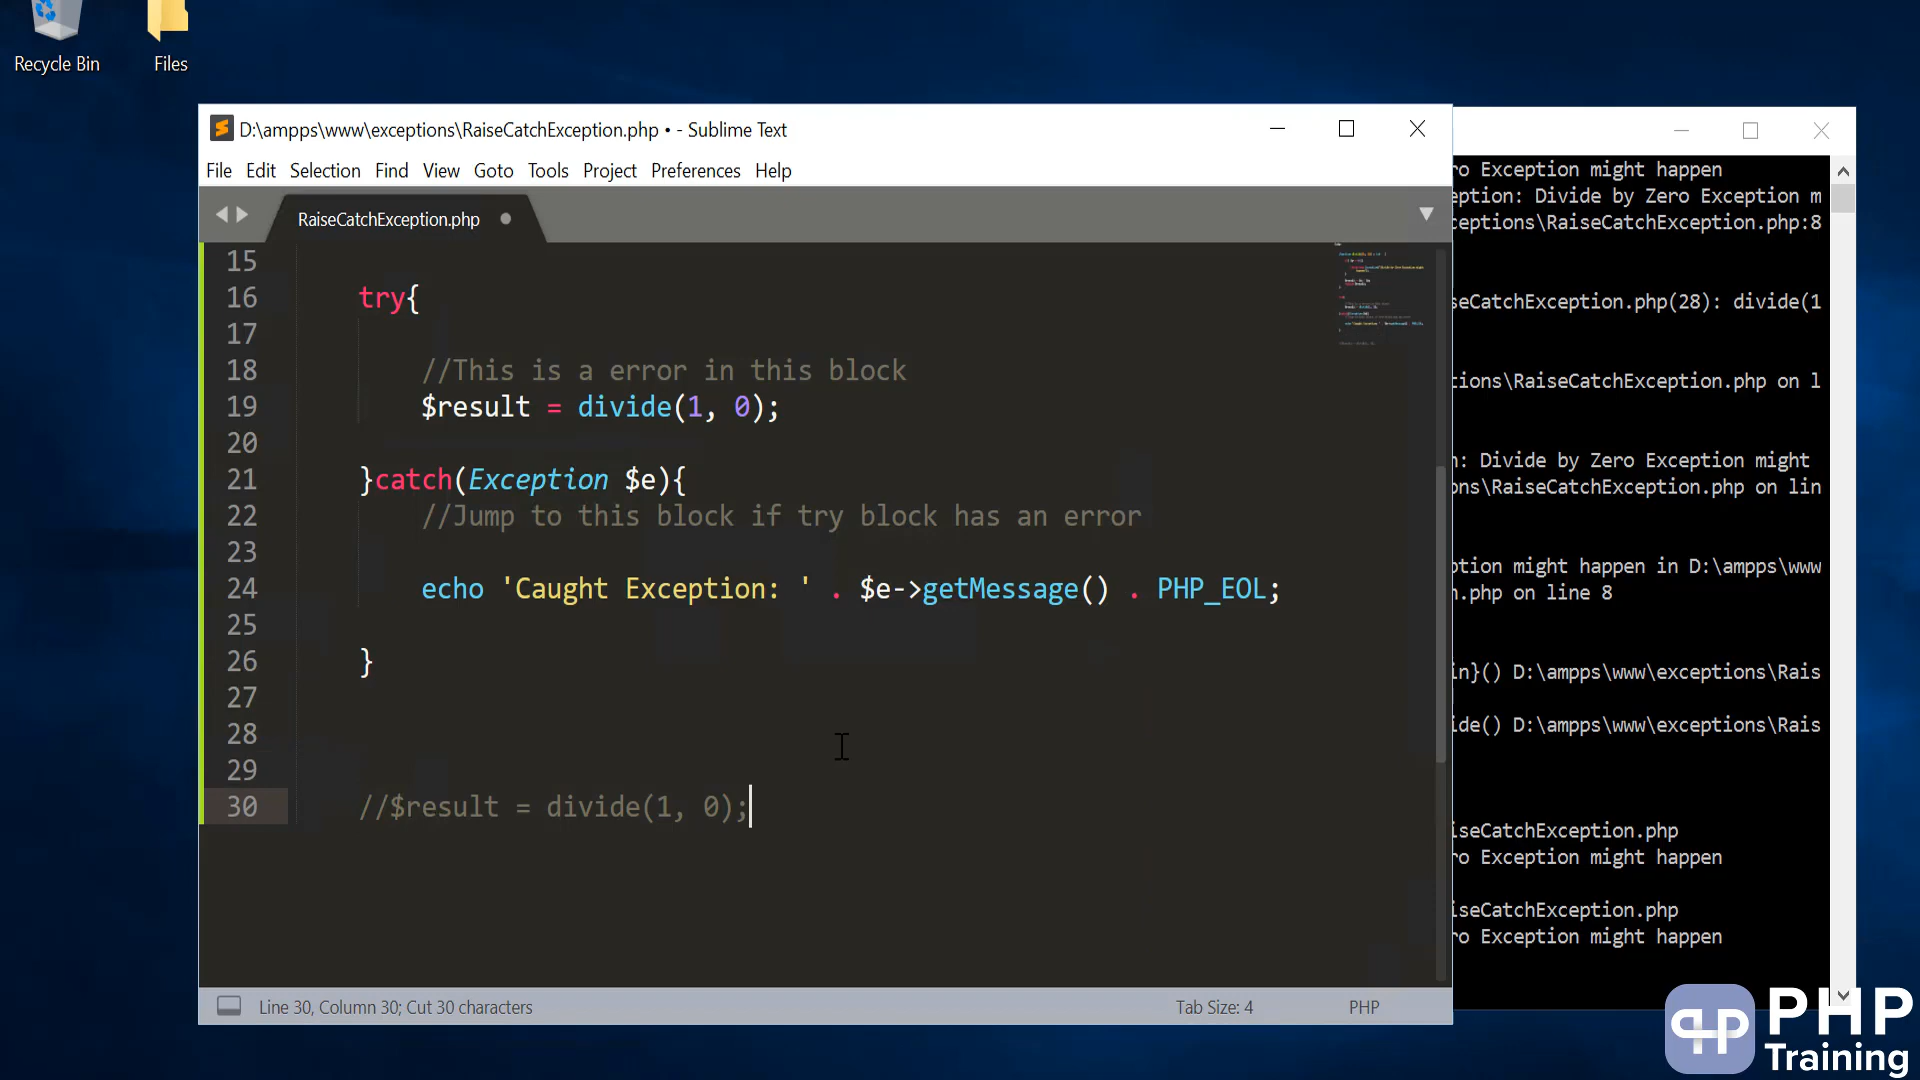 Recycle Bin
Files
D:\ampps\www\exceptions\RaiseCatchException.php • - Sublime Text
File Edit Selection Find View Goto Tools Project Preferences Help
RaiseCatchException.php
15
16 try{
17
18 //This is a error in this block
19 $result = divide(1, 0);
20
21 }catch(Exception $e){
22 //Jump to this block if try block has an error
23
24 echo 'Caught Exception: ' . $e->getMessage() . PHP_EOL;
25
26 }
27
28
29
30 //$result = divide(1, 0);
Line 30, Column 30; Cut 30 characters
Tab Size: 4
PHP
ro Exception might happen
eption: Divide by Zero Exception m
ceptions\RaiseCatchException.php:8
seCatchException.php(28): divide(1
tions\RaiseCatchException.php on l
n: Divide by Zero Exception might
ons\RaiseCatchException.php on lin
ption might happen in D:\ampps\www
n.php on line 8
in}() D:\ampps\www\exceptions\Rais
ide() D:\ampps\www\exceptions\Rais
iseCatchException.php
ro Exception might happen
iseCatchException.php
ro Exception might happen
php
PHP
Training